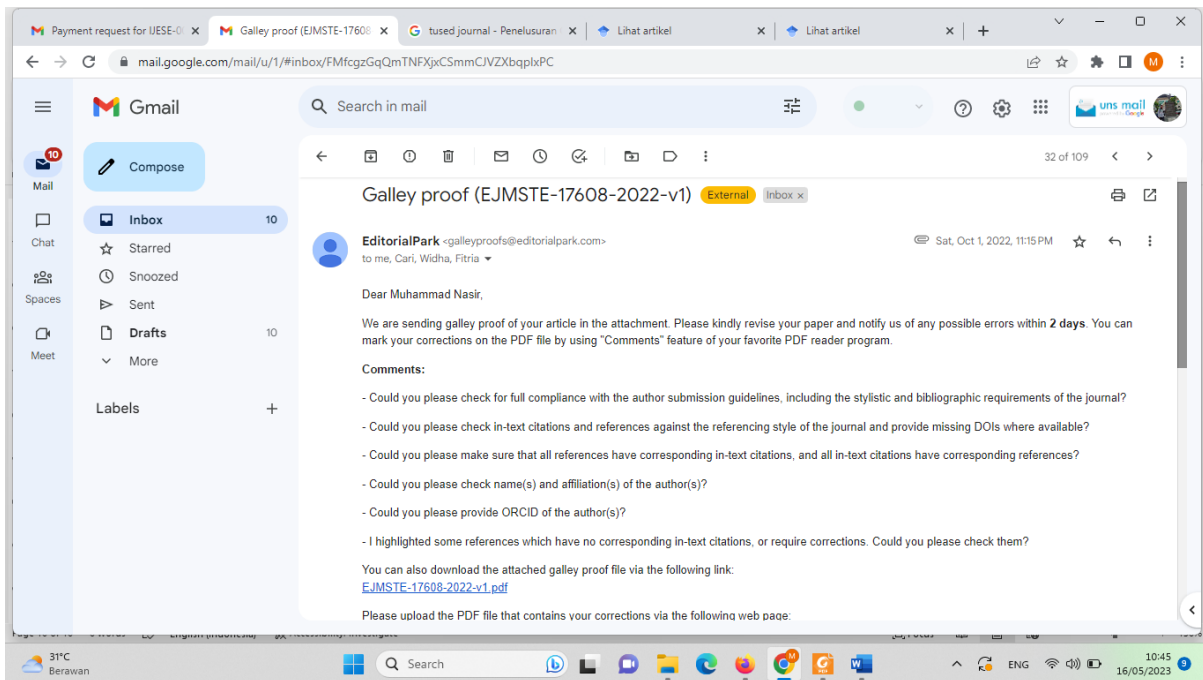 Payment request for IJESE-0
Galley proof (EJMSTE-17608
tused journal - Penelusuran
Lihat artikel
Lihat artikel
mail.google.com/mail/u/1/#inbox/FMfcgzGqQmTNFXjxCSmmCJVZXbqplxPC
M
Gmail
Search in mail
uns mail
10
Mail
Chat
Spaces
Meet
Compose
Inbox 10
Starred
Snoozed
Sent
Drafts 10
More
Labels
32 of 109
Galley proof (EJMSTE-17608-2022-v1) External Inbox x
EditorialPark <galleyproofs@editorialpark.com> Sat, Oct 1, 2022, 11:15 PM
to me, Cari, Widha, Fitria
Dear Muhammad Nasir,
We are sending galley proof of your article in the attachment. Please kindly revise your paper and notify us of any possible errors within 2 days. You can
mark your corrections on the PDF file by using "Comments" feature of your favorite PDF reader program.
Comments:
- Could you please check for full compliance with the author submission guidelines, including the stylistic and bibliographic requirements of the journal?
- Could you please check in-text citations and references against the referencing style of the journal and provide missing DOIs where available?
- Could you please make sure that all references have corresponding in-text citations, and all in-text citations have corresponding references?
- Could you please check name(s) and affiliation(s) of the author(s)?
- Could you please provide ORCID of the author(s)?
- I highlighted some references which have no corresponding in-text citations, or require corrections. Could you please check them?
You can also download the attached galley proof file via the following link:
EJMSTE-17608-2022-v1.pdf
Please upload the PDF file that contains your corrections via the following web page:
31°C
Berawan
Search
ENG
10:45
16/05/2023
9